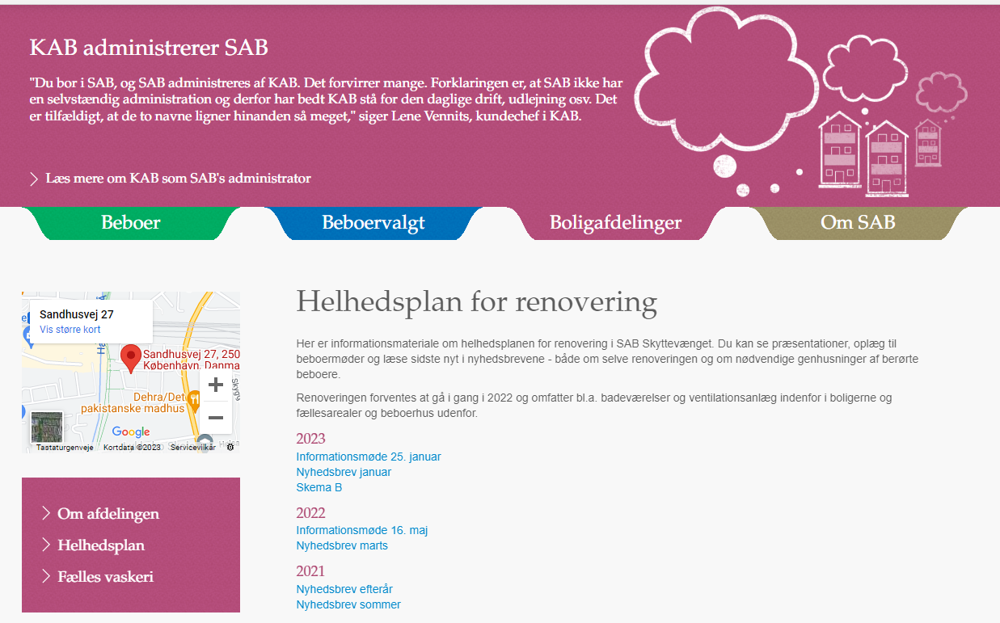 KAB administrerer SAB
"Du bor i SAB, og SAB administreres af KAB. Det forvirrer mange. Forklaringen er, at SAB ikke har
en selvstændig administration og derfor har bedt KAB stå for den daglige drift, udlejning osv. Det
er tilfældigt, at de to navne ligner hinanden så meget," siger Lene Vennits, kundechef i KAB.
Læs mere om KAB som SAB's administrator
Beboer
Beboervalgt
Boligafdelinger
Om SAB
Sandhusvej 27
Vis større kort
Sandhusvej 27, 250
København, Danma
Dehra/Det
pakistanske madhus
Google
Tastaturgenveje Kortdata ©2023 Servicevilkår
Om afdelingen
Helhedsplan
Fælles vaskeri
Helhedsplan for renovering
Her er informationsmateriale om helhedsplanen for renovering i SAB Skyttevænget. Du kan se præsentationer, oplæg til
beboermøder og læse sidste nyt i nyhedsbrevene - både om selve renoveringen og om nødvendige genhusninger af berørte
beboere.
Renoveringen forventes at gå i gang i 2022 og omfatter bl.a. badeværelser og ventilationsanlæg indenfor i boligerne og
fællesarealer og beboerhus udenfor.
2023
Informationsmøde 25. januar
Nyhedsbrev januar
Skema B
2022
Informationsmøde 16. maj
Nyhedsbrev marts
2021
Nyhedsbrev efterår
Nyhedsbrev sommer